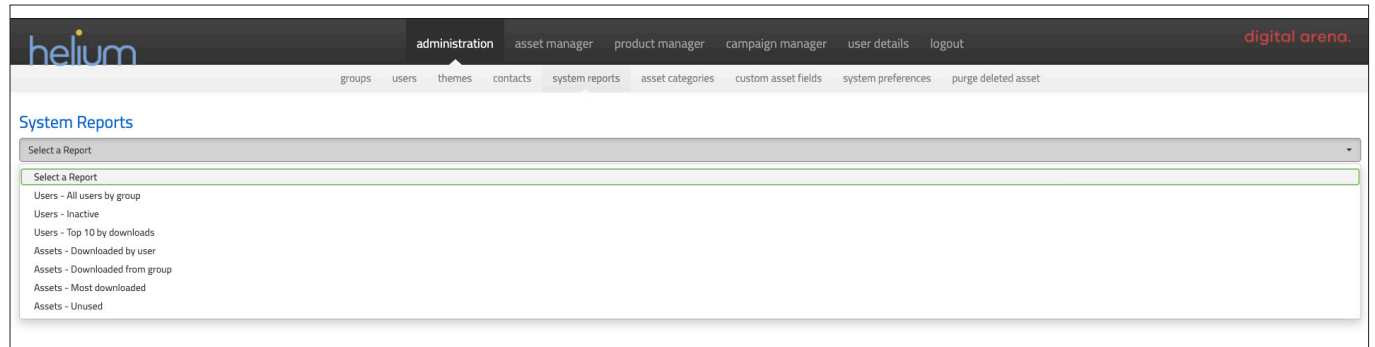 helium
administration asset manager product manager campaign manager user details logout
digital arena.
groups users themes contacts system reports asset categories custom asset fields system preferences purge deleted asset
System Reports
Select a Report
Select a Report
Users - All users by group
Users - Inactive
Users - Top 10 by downloads
Assets - Downloaded by user
Assets - Downloaded from group
Assets - Most downloaded
Assets - Unused